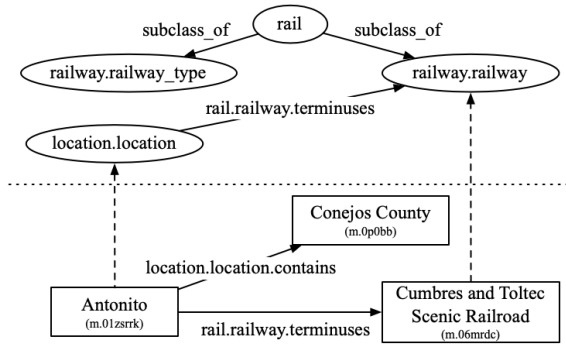 rail
subclass_of
subclass_of
railway.railway_type
railway.railway
rail.railway.terminuses
location.location
Conejos County
(m.0p0bb)
location.location.contains
Antonito
(m.01zsrrk)
Cumbres and Toltec
Scenic Railroad
(m.06mrdc)
rail.railway.terminuses